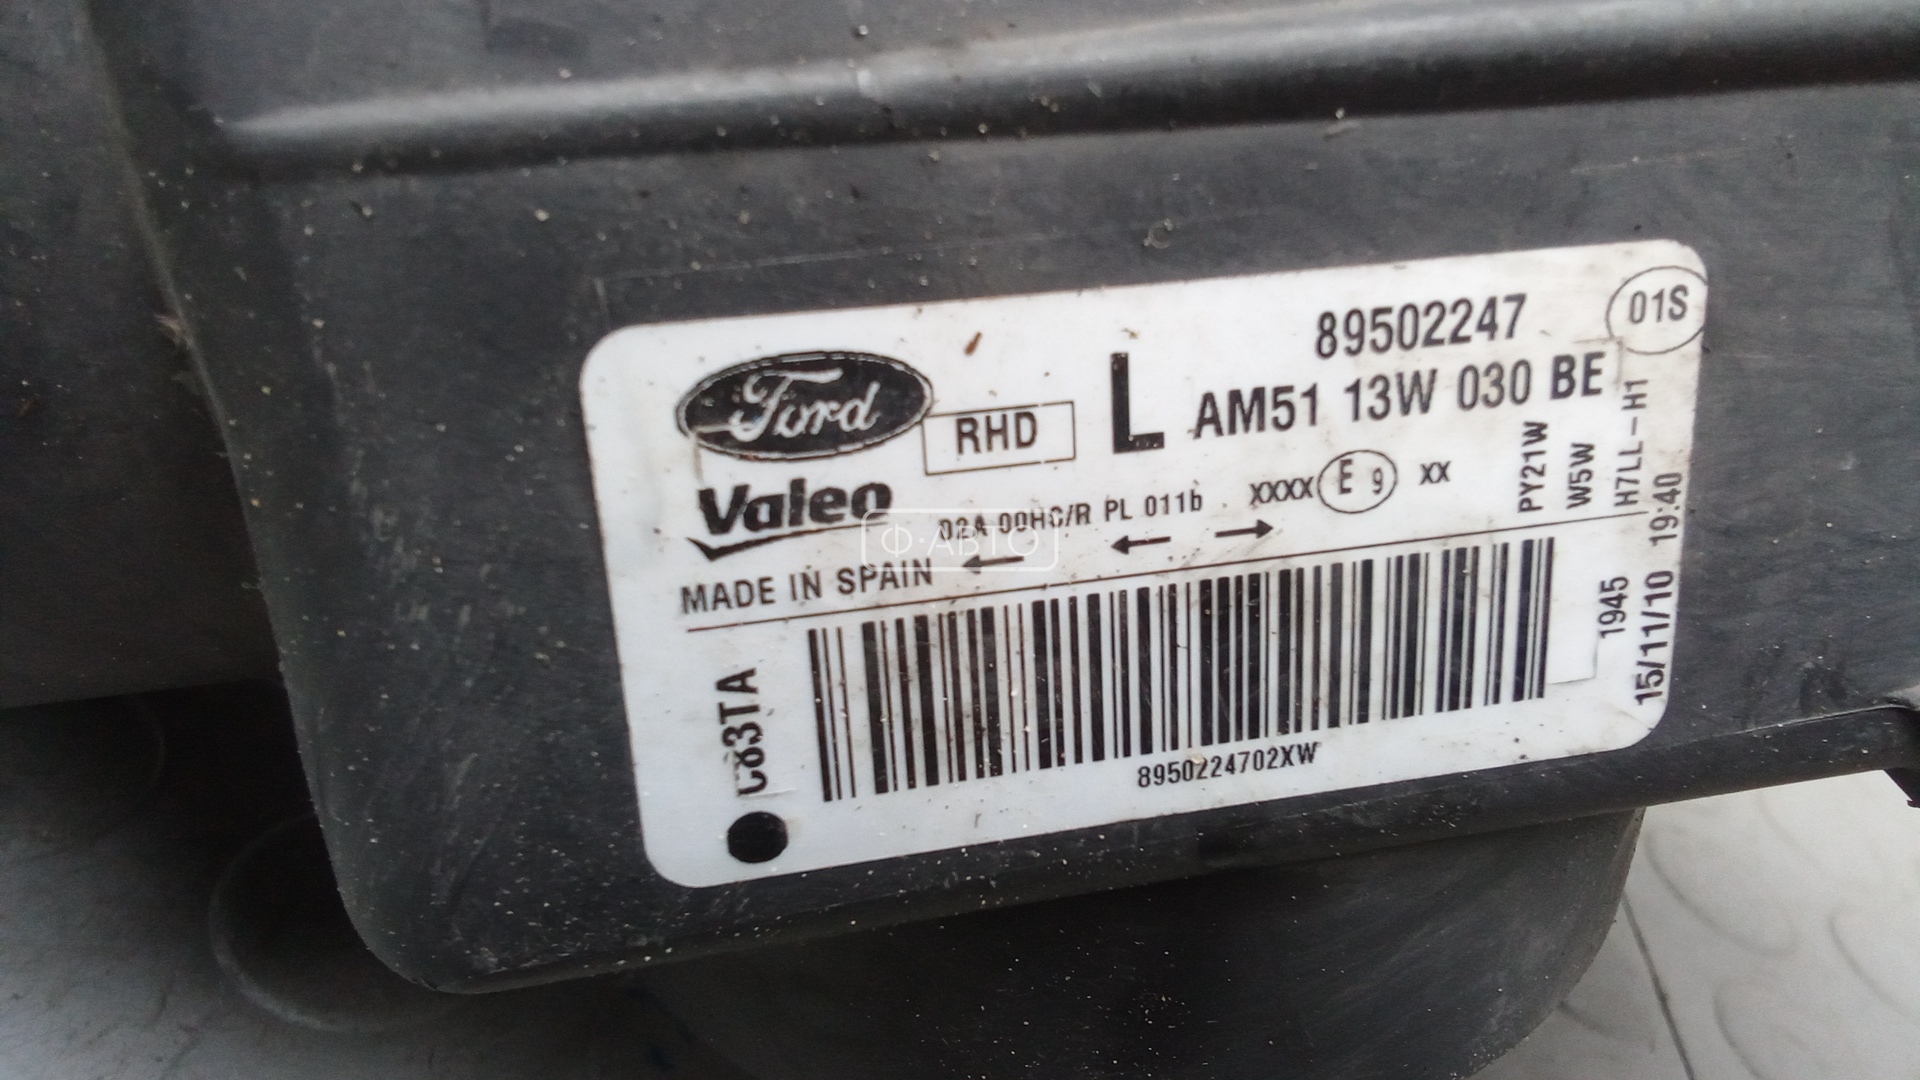 89502247
01S
Ford
RHD
L
AM51 13W 030 BE
Valeo
02A 00HC/R PL 011b
XXXX E 9 XX
PY21W
W5W
H7LL-H1
MADE IN SPAIN
Ф·АВТО
1945
15/11/10 19:40
8950224702XW